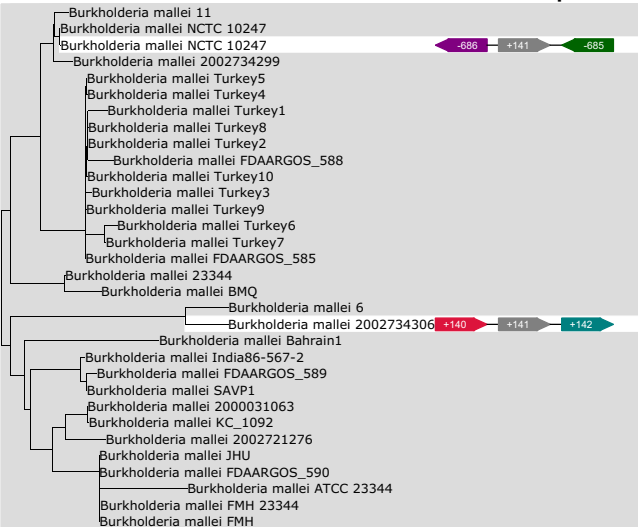 Burkholderia mallei 11
Burkholderia mallei NCTC 10247
Burkholderia mallei NCTC 10247 -686 +141 -685
Burkholderia mallei 2002734299
Burkholderia mallei Turkey5
Burkholderia mallei Turkey4
Burkholderia mallei Turkey1
Burkholderia mallei Turkey8
Burkholderia mallei Turkey2
Burkholderia mallei FDAARGOS_588
Burkholderia mallei Turkey10
Burkholderia mallei Turkey3
Burkholderia mallei Turkey9
Burkholderia mallei Turkey6
Burkholderia mallei Turkey7
Burkholderia mallei FDAARGOS_585
Burkholderia mallei 23344
Burkholderia mallei BMQ
Burkholderia mallei 6
Burkholderia mallei 2002734306 +140 +141 +142
Burkholderia mallei Bahrain1
Burkholderia mallei India86-567-2
Burkholderia mallei FDAARGOS_589
Burkholderia mallei SAVP1
Burkholderia mallei 2000031063
Burkholderia mallei KC_1092
Burkholderia mallei 2002721276
Burkholderia mallei JHU
Burkholderia mallei FDAARGOS_590
Burkholderia mallei ATCC 23344
Burkholderia mallei FMH 23344
Burkholderia mallei FMH